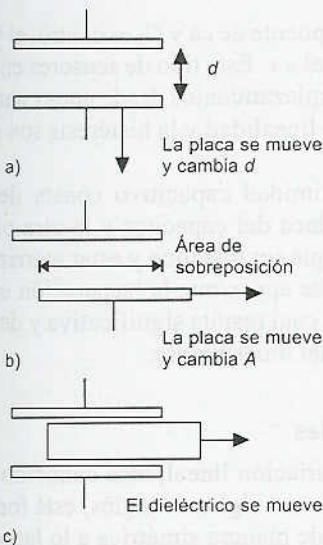 d
La placa se mueve
a) y cambia d
Área de
sobreposición
La placa se mueve
b) y cambia A
El dieléctrico se mueve
c)